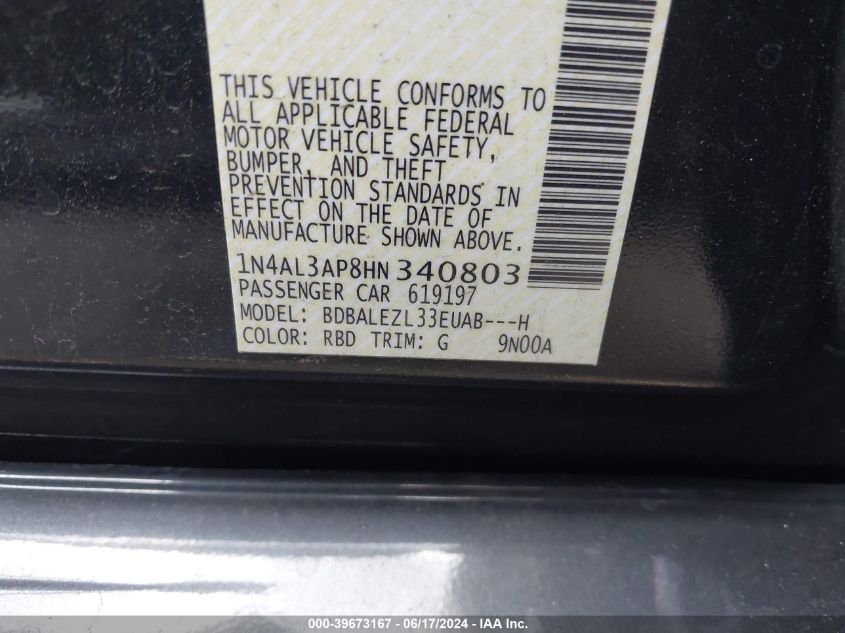 THIS VEHICLE CONFORMS TO
ALL APPLICABLE FEDERAL
MOTOR VEHICLE SAFETY,
BUMPER, AND THEFT
PREVENTION STANDARDS IN
EFFECT ON THE DATE OF
MANUFACTURE SHOWN ABOVE.
1N4AL3AP8HN 340803
PASSENGER CAR 619197
MODEL: BDBALEZL33EUAB---H
COLOR: RBD TRIM: G 9N00A
000-39673167 - 06/17/2024 - IAA Inc.